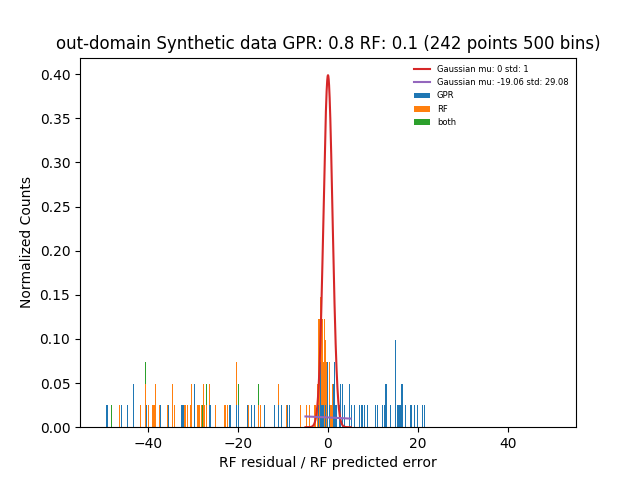 out-domain Synthetic data GPR: 0.8 RF: 0.1 (242 points 500 bins)
Gaussian mu: 0 std: 1
Gaussian mu: -19.06 std: 29.08
GPR
RF
both
Normalized Counts
0.40
0.35
0.30
0.25
0.20
0.15
0.10
0.05
0.00
−40 −20 0 20 40
RF residual / RF predicted error